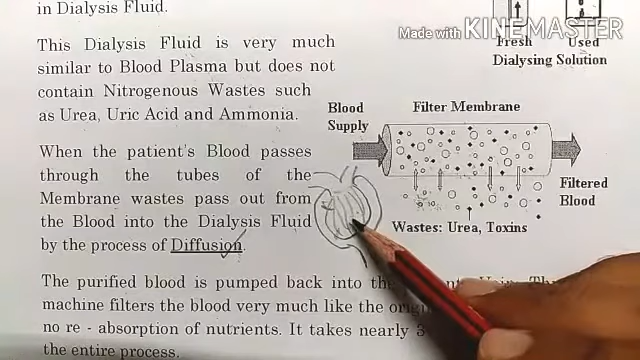 in Dialysis Fluid.
This Dialysis Fluid is very much
similar to Blood Plasma but does not
contain Nitrogenous Wastes such
as Urea, Uric Acid and Ammonia.
When the patient's Blood passes
through the tubes of the
Membrane wastes pass out from
the Blood into the Dialysis Fluid
by the process of Diffusion.
The purified blood is pumped back into the
machine filters the blood very much like the
no re - absorption of nutrients. It takes nearly 3
the entire process.
Made with KINEMASTER
Fresh Used
Dialysing Solution
Blood
Supply
Filter Membrane
Filtered
Blood
Wastes: Urea, Toxins